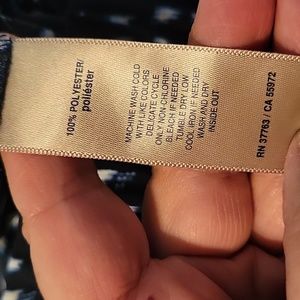 100% POLYESTER/
poliéster
MACHINE WASH COLD
WITH LIKE COLORS
DELICATE CYCLE
ONLY NON-CHLORINE
BLEACH IF NEEDED
TUMBLE DRY LOW
COOL IRON IF NEEDED
WASH AND DRY
INSIDE OUT
RN 37763 / CA 55972